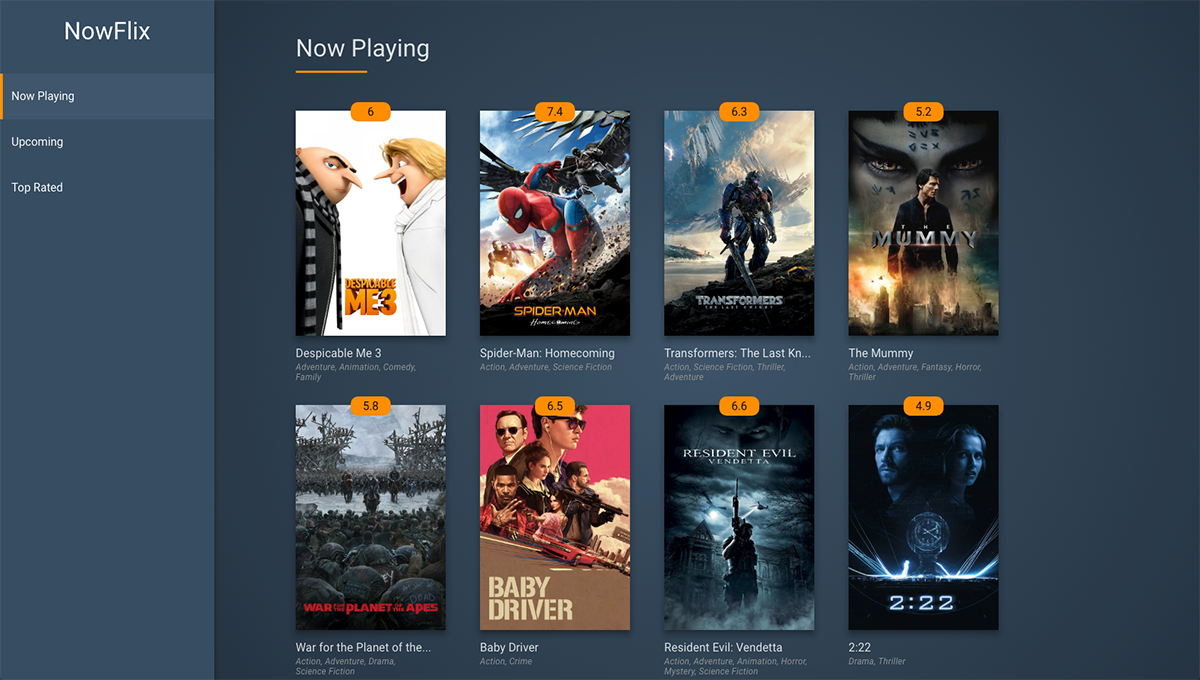 NowFlix
Now Playing
Upcoming
Top Rated
Now Playing
6
7.4
6.3
5.2
DESPICABLE
ME3
SPIDER-MAN
HOMECOMING
TRANSFORMERS
THE LAST KNIGHT
THE
MUMMY
Despicable Me 3
Adventure, Animation, Comedy,
Family
Spider-Man: Homecoming
Action, Adventure, Science Fiction
Transformers: The Last Kn...
Action, Science Fiction, Thriller,
Adventure
The Mummy
Action, Adventure, Fantasy, Horror,
Thriller
5.8
6.5
6.6
4.9
WAR FOR THE PLANET OF THE APES
BABY
DRIVER
RESIDENT EVIL
VENDETTA
2:22
War for the Planet of the...
Action, Adventure, Drama,
Science Fiction
Baby Driver
Action, Crime
Resident Evil: Vendetta
Action, Adventure, Animation, Horror,
Mystery, Science Fiction
2:22
Drama, Thriller